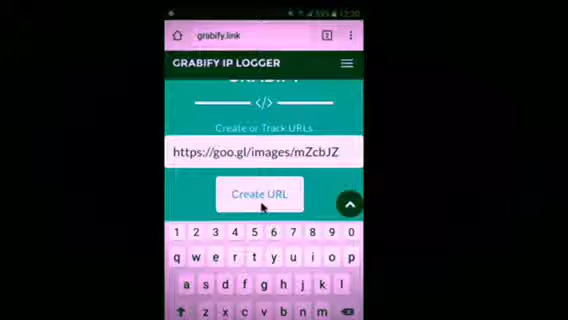 grabify.link
GRABIFY IP LOGGER
Create or Track URLs
https://goo.gl/images/mZcbJZ
Create URL
1 2 3 4 5 6 7 8 9 0
q w e r t y u i o p
a s d f g h j k l
z x c v b n m